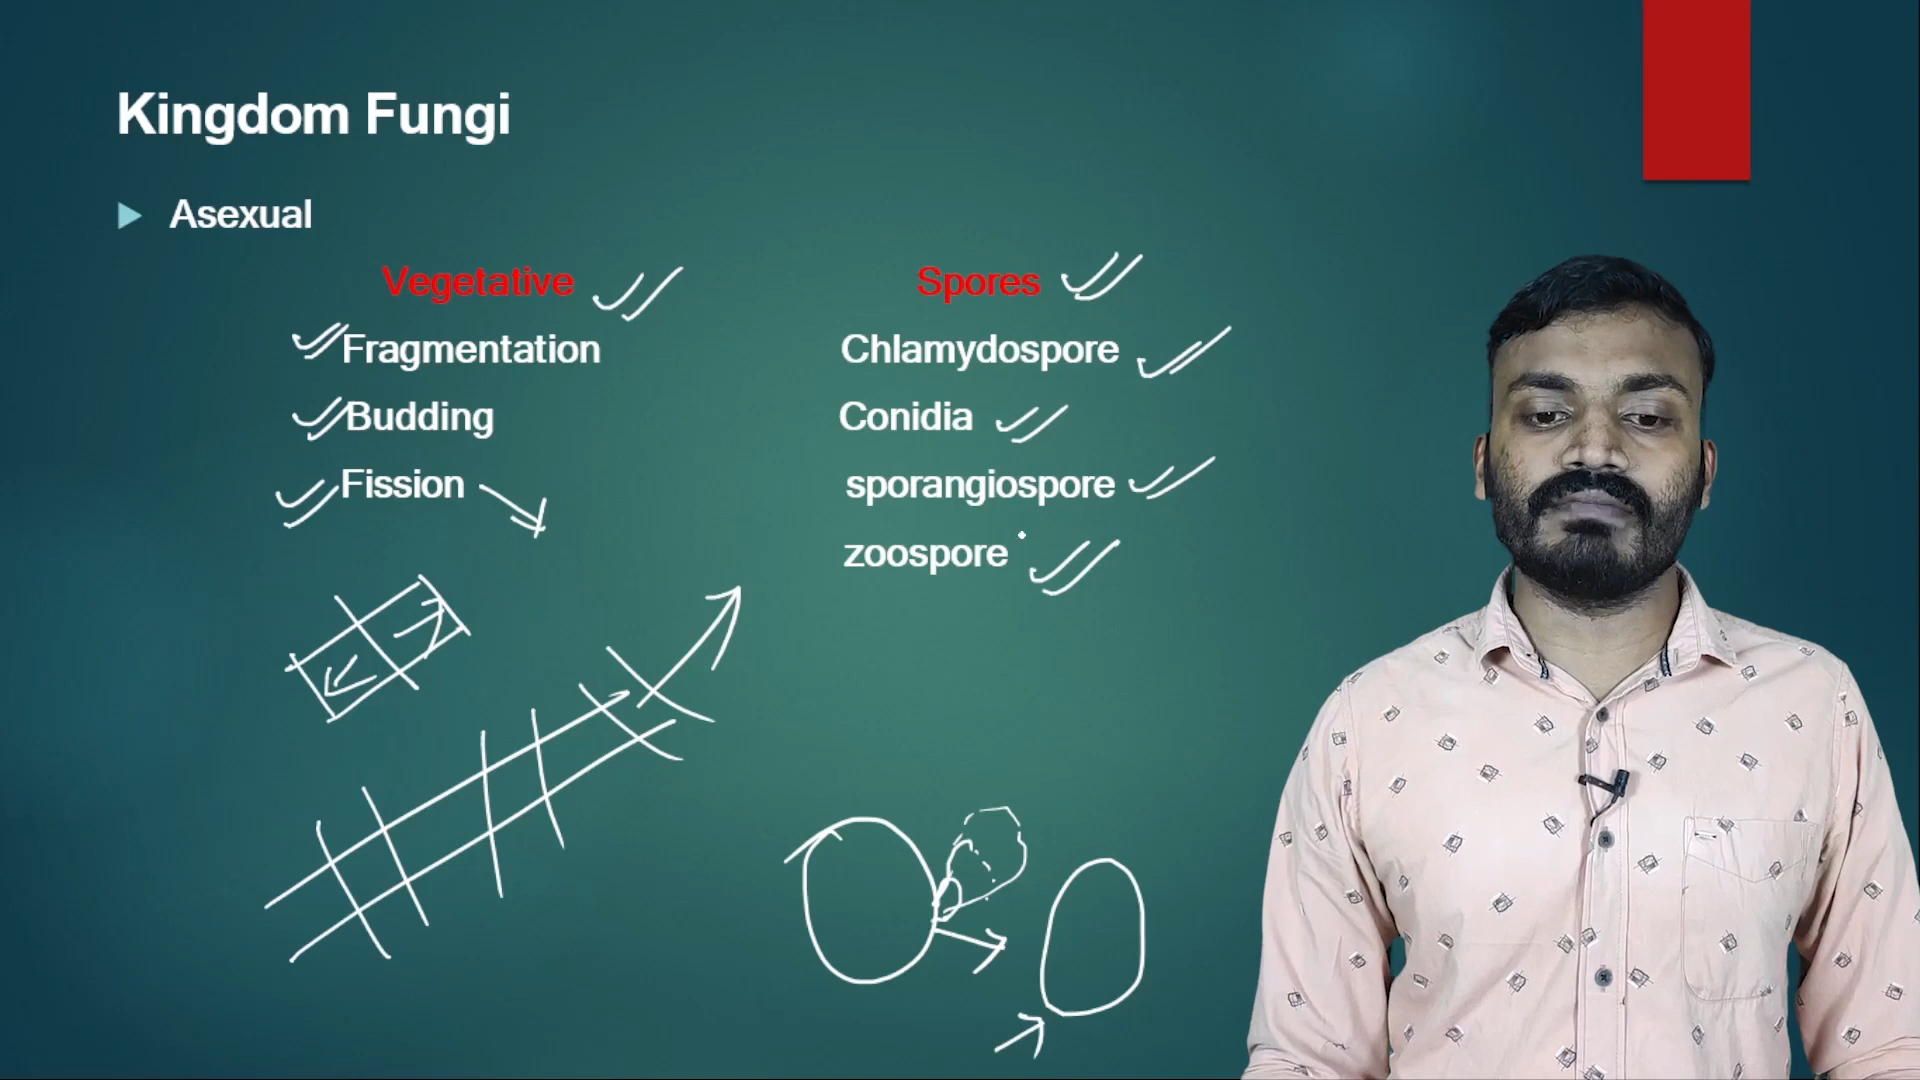 Kingdom Fungi
Asexual
Vegetative
Spores
Fragmentation
Chlamydospore
Budding
Conidia
Fission
sporangiospore
zoospore